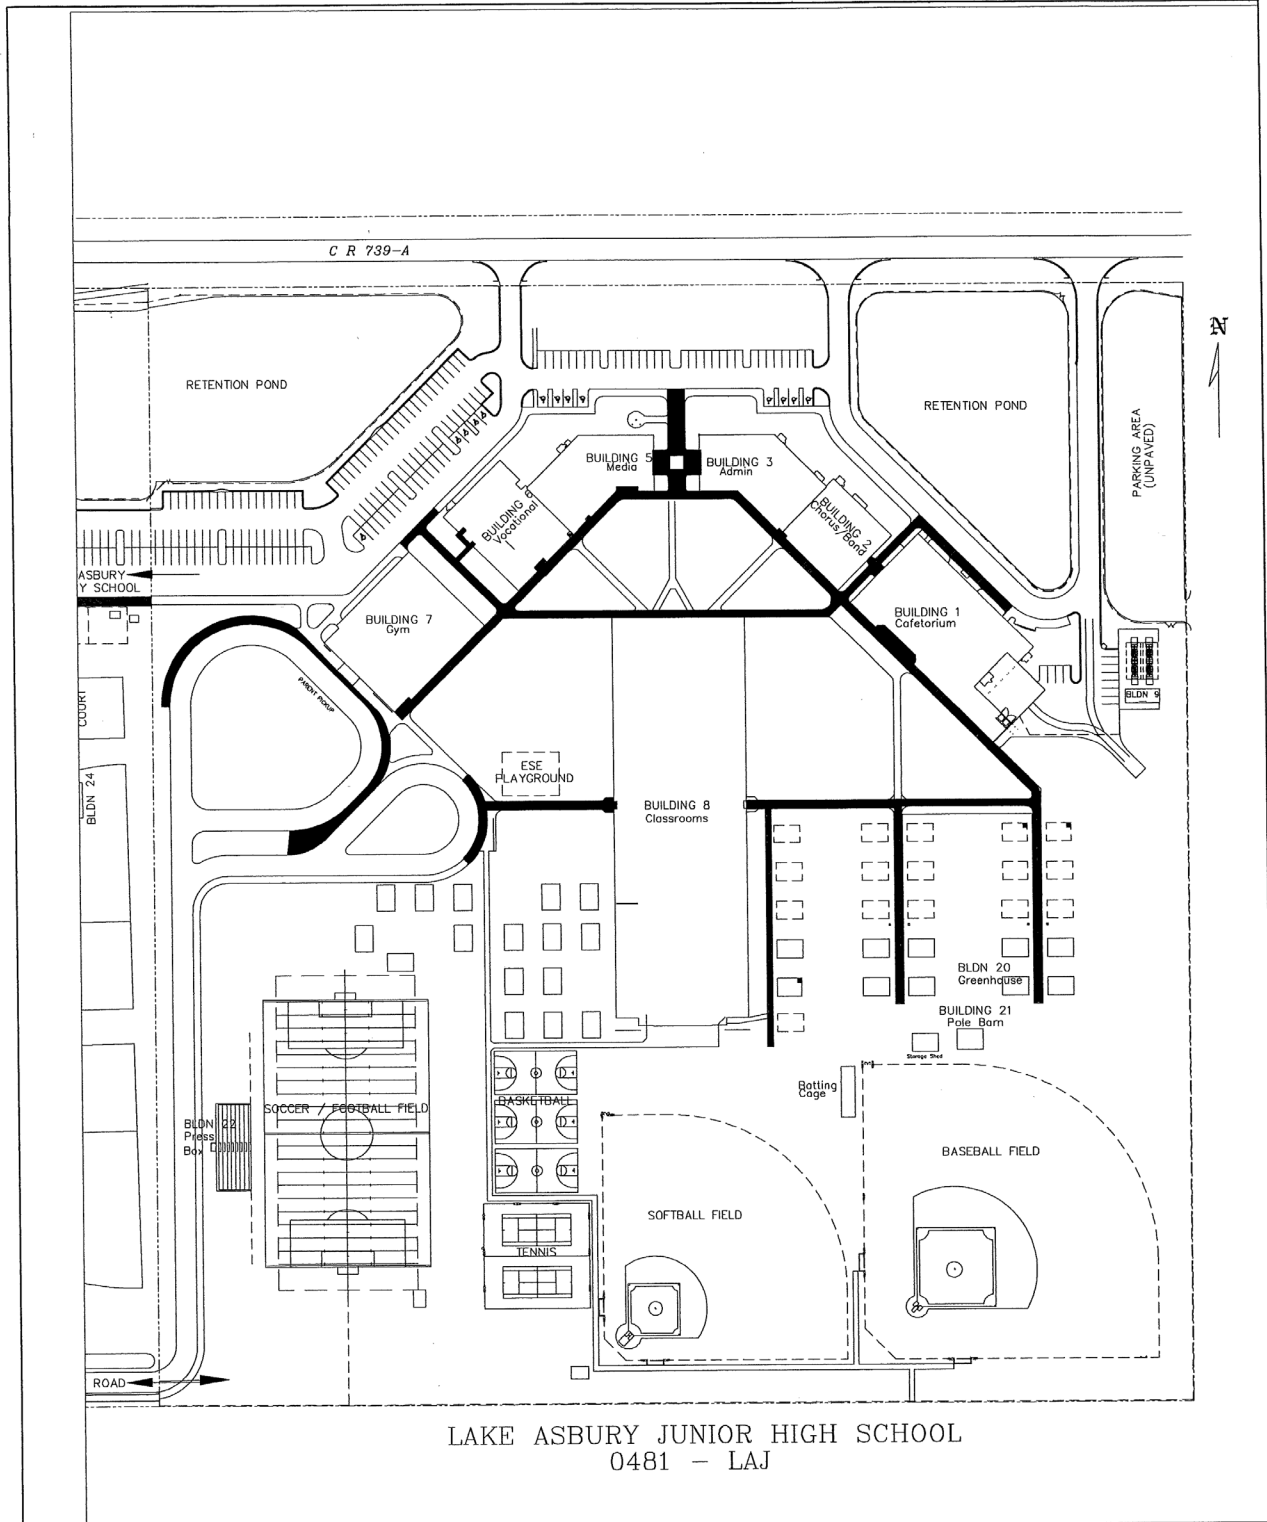 C R 739-A
N
RETENTION POND
RETENTION POND
PARKING AREA
(UNPAVED)
BUILDING 5
Media
BUILDING 3
Admin
BUILDING 6
Vocational
BUILDING 2
Chorus/Band
ASBURY
Y SCHOOL
BUILDING 7
Gym
BUILDING 1
Cafetorium
PARENT PICKUP
COURT
BLDN 9
BLDN 24
ESE
PLAYGROUND
BUILDING 8
Classrooms
BLDN 20
Greenhouse
BUILDING 21
Pole Barn
Storage Shed
Batting
Cage
SOCCER / FOOTBALL FIELD
BASKETBALL
BLDN 22
Press
Box
BASEBALL FIELD
SOFTBALL FIELD
TENNIS
ROAD
LAKE ASBURY JUNIOR HIGH SCHOOL
0481 - LAJ